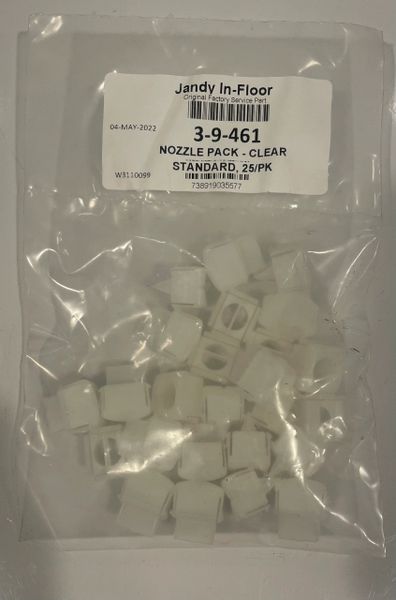 Jandy In-Floor
Original Factory Service Part
04-MAY-2022
3-9-461
NOZZLE PACK - CLEAR
STANDARD, 25/PK
W3110099
738919035577